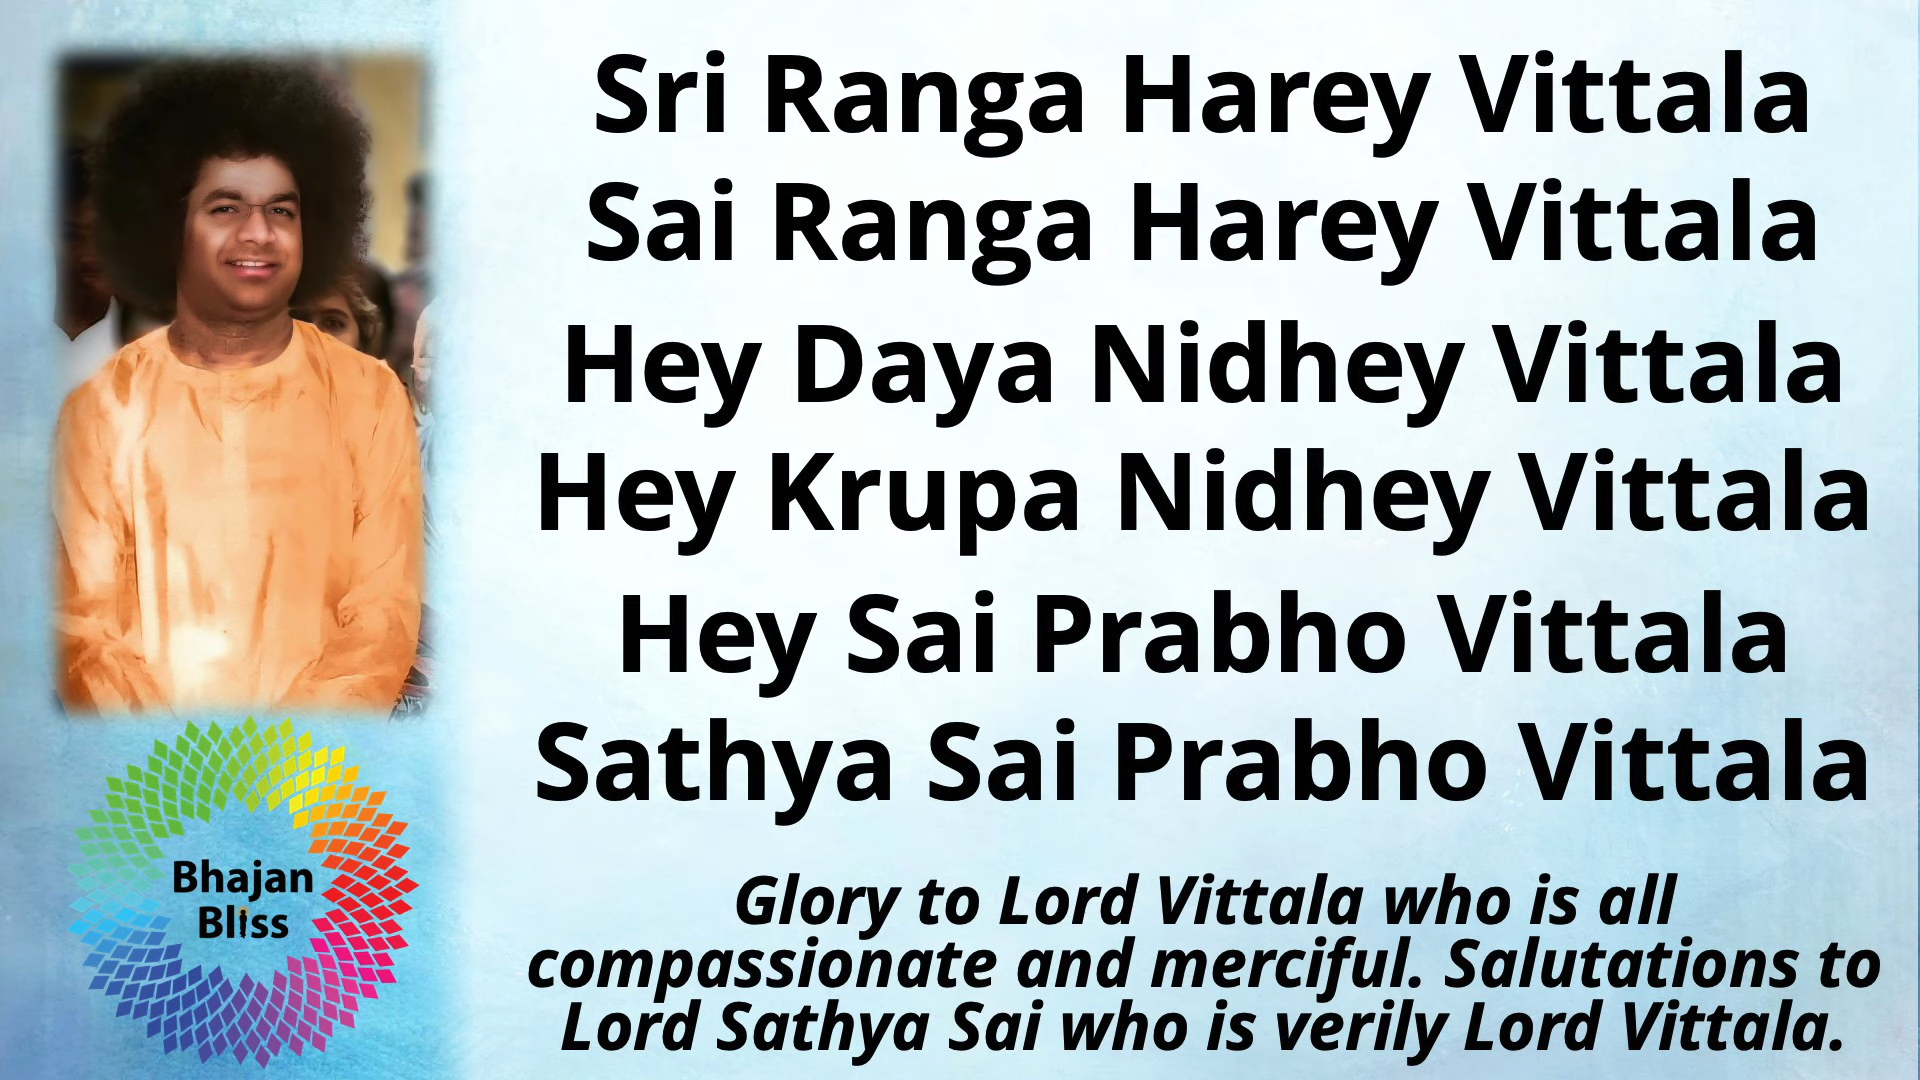 Sri Ranga Harey Vittala
Sai Ranga Harey Vittala
Hey Daya Nidhey Vittala
Hey Krupa Nidhey Vittala
Hey Sai Prabho Vittala
Sathya Sai Prabho Vittala
Glory to Lord Vittala who is all
compassionate and merciful. Salutations to
Lord Sathya Sai who is verily Lord Vittala.
Bhajan
Bliss